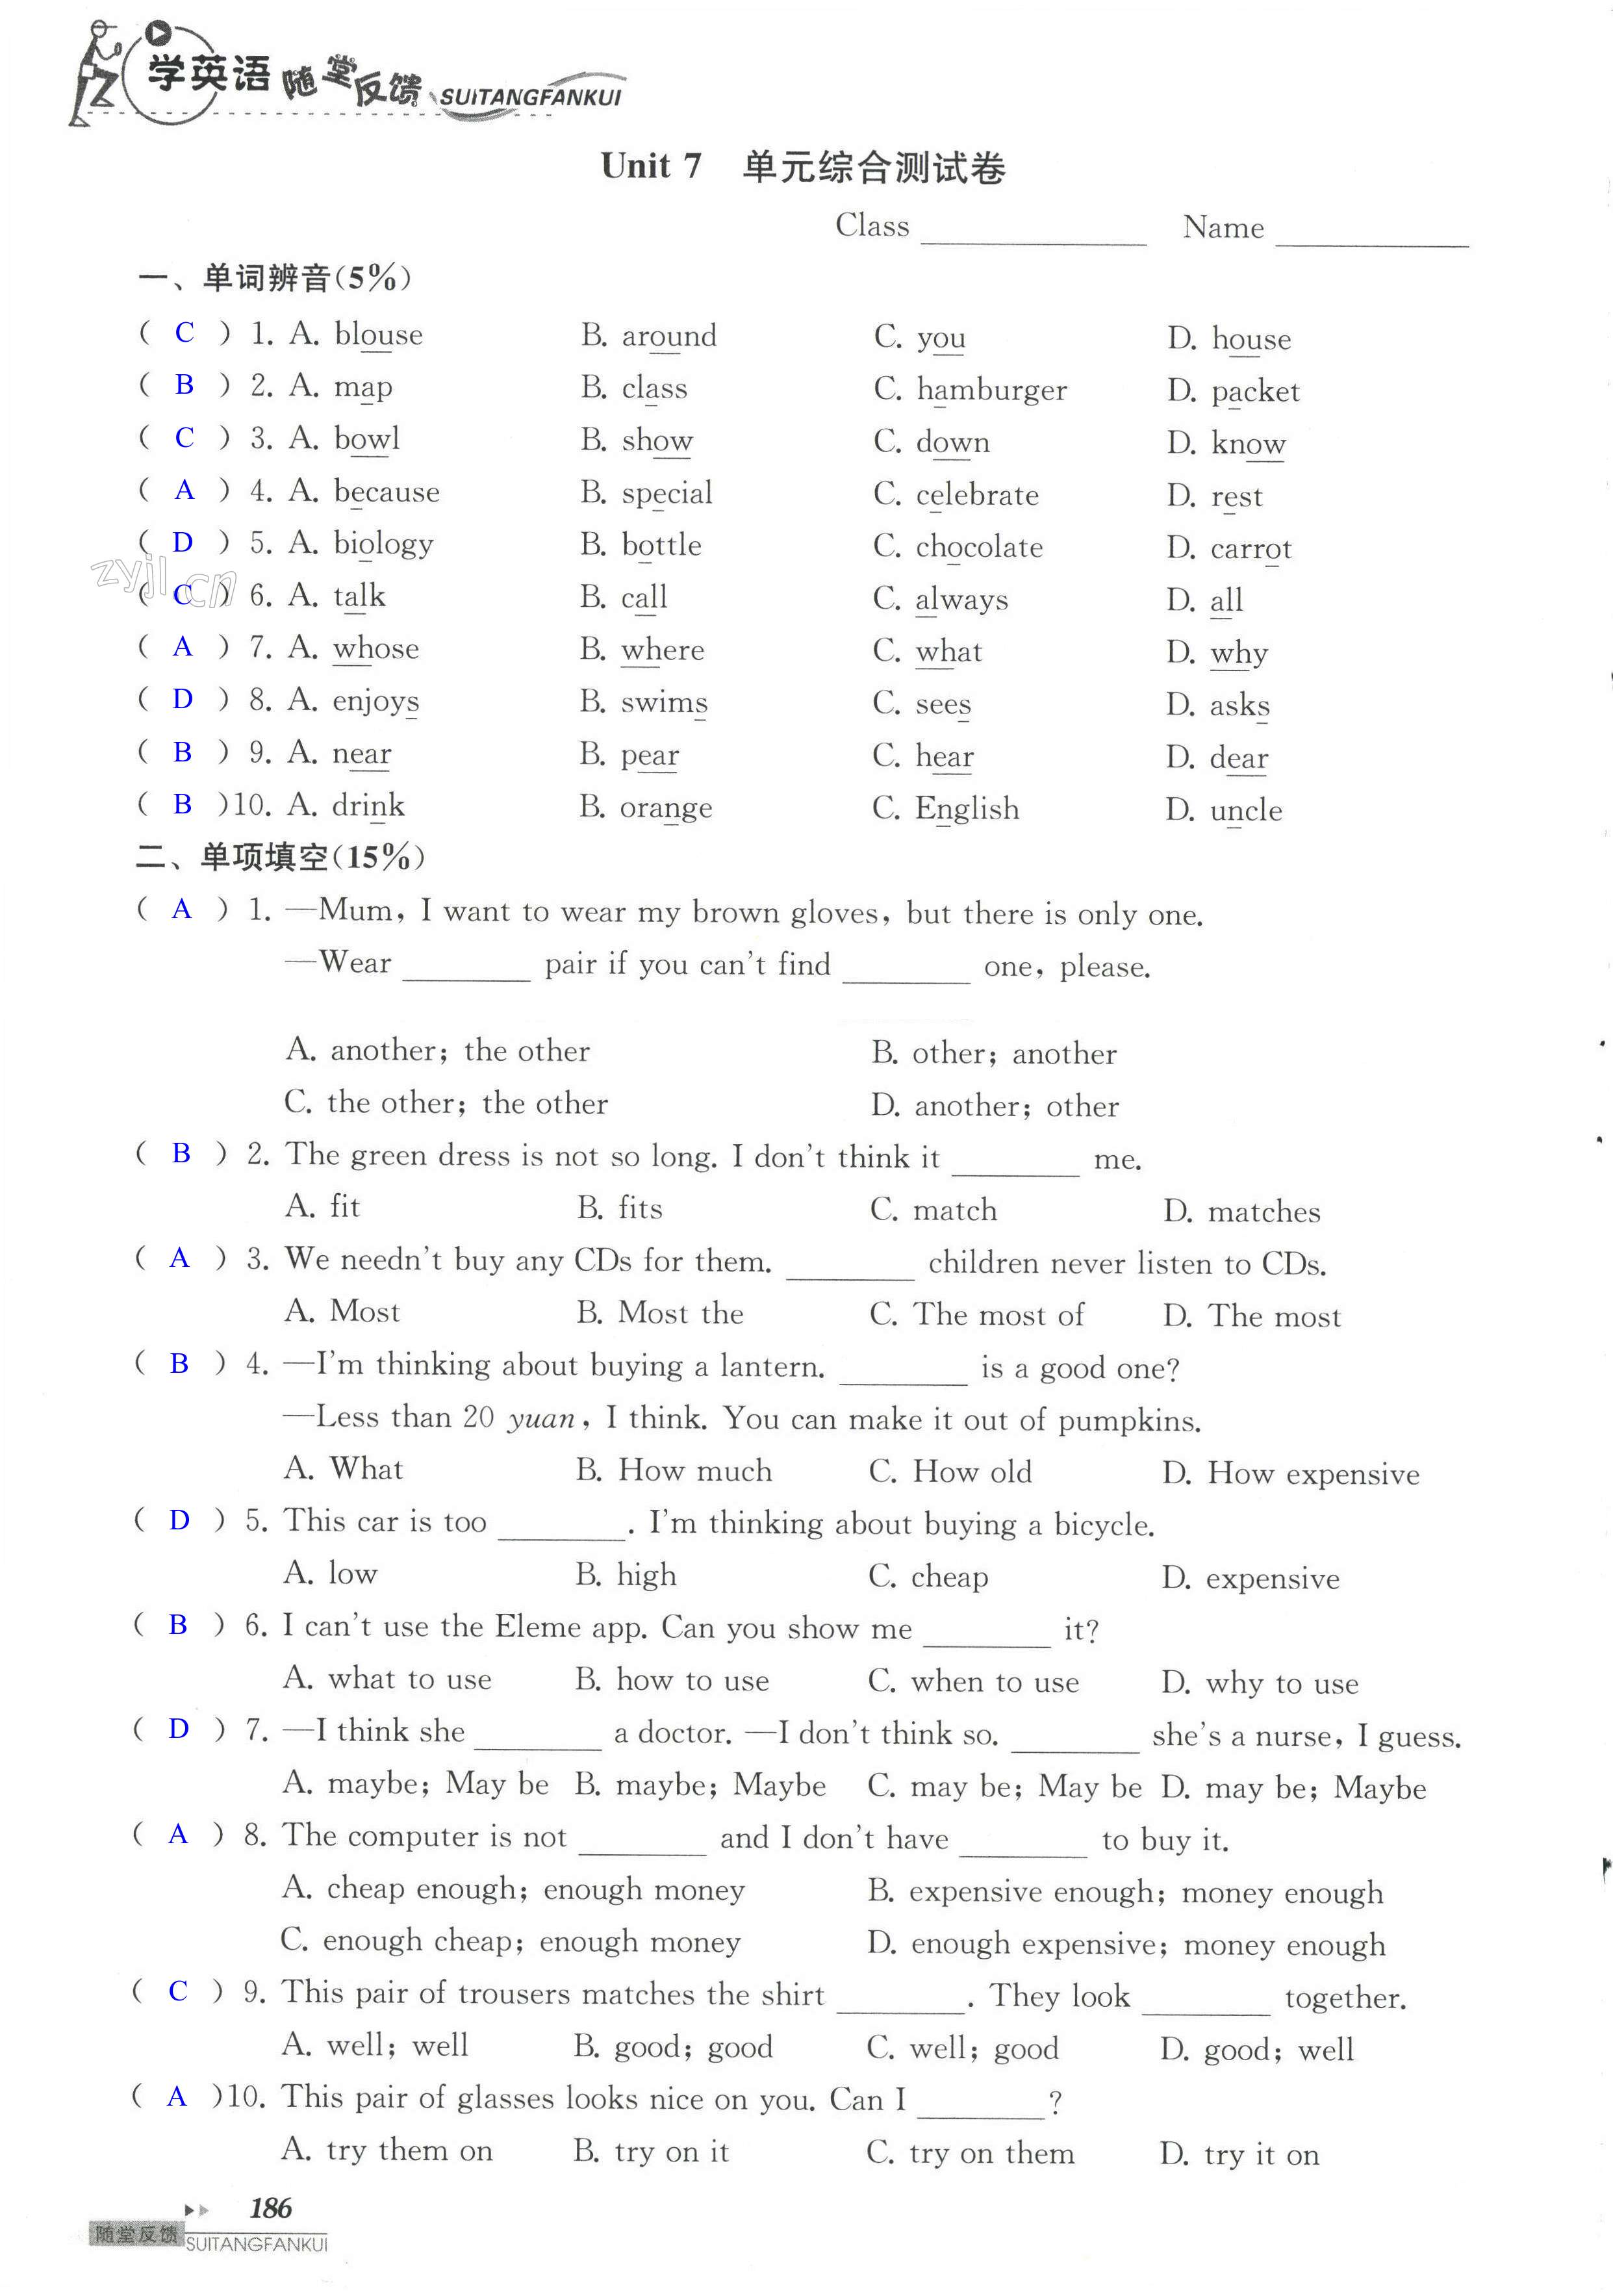 学英语 随堂反馈 SUITANGFANKUI
Unit 7 单元综合测试卷
Class ________ Name ________
一、单词辨音(5%)
( C ) 1. A. blouse B. around C. you D. house
( B ) 2. A. map B. class C. hamburger D. packet
( C ) 3. A. bowl B. show C. down D. know
( A ) 4. A. because B. special C. celebrate D. rest
( D ) 5. A. biology B. bottle C. chocolate D. carrot
zyjl.cn
( C ) 6. A. talk B. call C. always D. all
( A ) 7. A. whose B. where C. what D. why
( D ) 8. A. enjoys B. swims C. sees D. asks
( B ) 9. A. near B. pear C. hear D. dear
( B )10. A. drink B. orange C. English D. uncle
二、单项填空(15%)
( A ) 1. —Mum, I want to wear my brown gloves, but there is only one.
—Wear ________ pair if you can't find ________ one, please.
A. another; the other B. other; another
C. the other; the other D. another; other
( B ) 2. The green dress is not so long. I don't think it ________ me.
A. fit B. fits C. match D. matches
( A ) 3. We needn't buy any CDs for them. ________ children never listen to CDs.
A. Most B. Most the C. The most of D. The most
( B ) 4. —I'm thinking about buying a lantern. ________ is a good one?
—Less than 20 yuan, I think. You can make it out of pumpkins.
A. What B. How much C. How old D. How expensive
( D ) 5. This car is too ________. I'm thinking about buying a bicycle.
A. low B. high C. cheap D. expensive
( B ) 6. I can't use the Eleme app. Can you show me ________ it?
A. what to use B. how to use C. when to use D. why to use
( D ) 7. —I think she ________ a doctor. —I don't think so. ________ she's a nurse, I guess.
A. maybe; May be B. maybe; Maybe C. may be; May be D. may be; Maybe
( A ) 8. The computer is not ________ and I don't have ________ to buy it.
A. cheap enough; enough money B. expensive enough; money enough
C. enough cheap; enough money D. enough expensive; money enough
( C ) 9. This pair of trousers matches the shirt ________. They look ________ together.
A. well; well B. good; good C. well; good D. good; well
( A )10. This pair of glasses looks nice on you. Can I ________?
A. try them on B. try on it C. try on them D. try it on
186
随堂反馈 SUITANGFANKUI